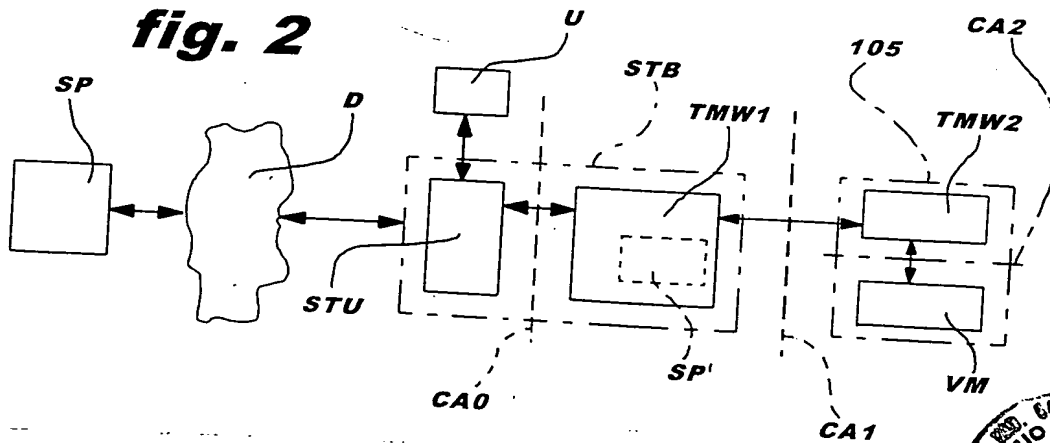 fig. 2
SP
D
U
STB
TMW1
105
CA2
TMW2
STU
CA0
SP'
CA1
VM